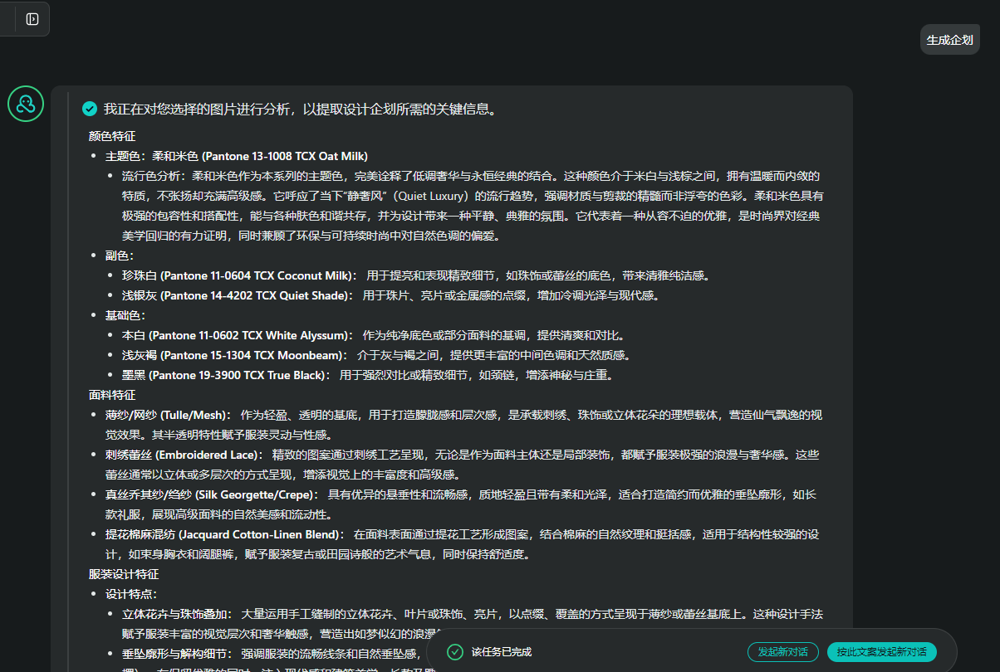 生成企划
我正在对您选择的图片进行分析，以提取设计企划所需的关键信息。
颜色特征
主题色：柔和米色 (Pantone 13-1008 TCX Oat Milk)
流行色分析：柔和米色作为本系列的主题色，完美诠释了低调奢华与永恒经典的结合。这种颜色介于米白与浅棕之间，拥有温暖而内敛的
特质，不张扬却充满高级感。它呼应了当下“静奢风”（Quiet Luxury）的流行趋势，强调材质与剪裁的精髓而非浮夸的色彩。柔和米色具有
极强的包容性和搭配性，能与各种肤色和谐共存，并为设计带来一种平静、典雅的氛围。它代表着一种从容不迫的优雅，是时尚界对经典
美学回归的有力证明，同时兼顾了环保与可持续时尚中对自然色调的偏爱。
副色：
珍珠白 (Pantone 11-0604 TCX Coconut Milk)： 用于提亮和表现精致细节，如珠饰或蕾丝的底色，带来清雅纯洁感。
浅银灰 (Pantone 14-4202 TCX Quiet Shade)： 用于珠片、亮片或金属感的点缀，增加冷调光泽与现代感。
基础色：
本白 (Pantone 11-0602 TCX White Alyssum)： 作为纯净底色或部分面料的基调，提供清爽和对比。
浅灰褐 (Pantone 15-1304 TCX Moonbeam)： 介于灰与褐之间，提供更丰富的中间色调和天然质感。
墨黑 (Pantone 19-3900 TCX True Black)： 用于强烈对比或精致细节，如颈链，增添神秘与庄重。
面料特征
薄纱/网纱 (Tulle/Mesh)： 作为轻盈、透明的基底，用于打造朦胧感和层次感，是承载刺绣、珠饰或立体花朵的理想载体，营造仙气飘逸的视
觉效果。其半透明特性赋予服装灵动与性感。
刺绣蕾丝 (Embroidered Lace)： 精致的图案通过刺绣工艺呈现，无论是作为面料主体还是局部装饰，都赋予服装极强的浪漫与奢华感。这些
蕾丝通常以立体或多层次的方式呈现，增添视觉上的丰富度和高级感。
真丝乔其纱/绉纱 (Silk Georgette/Crepe)： 具有优异的悬垂性和流畅感，质地轻盈且带有柔和光泽，适合打造简约而优雅的垂坠廓形，如长
款礼服，展现高级面料的自然美感和流动性。
提花棉麻混纺 (Jacquard Cotton-Linen Blend)： 在面料表面通过提花工艺形成图案，结合棉麻的自然纹理和挺括感，适用于结构性较强的设
计，如束身胸衣和阔腿裤，赋予服装复古或田园诗般的艺术气息，同时保持舒适度。
服装设计特征
设计特点：
立体花卉与珠饰叠加： 大量运用手工缝制的立体花卉、叶片或珠饰、亮片，以点缀、覆盖的方式呈现于薄纱或蕾丝基底上。这种设计手法
赋予服装丰富的视觉层次和奢华触感，营造出如梦似幻的浪漫
垂坠廓形与解构细节： 强调服装的流畅线条和自然垂坠感，
该任务已完成
发起新对话
按此文案发起新对话